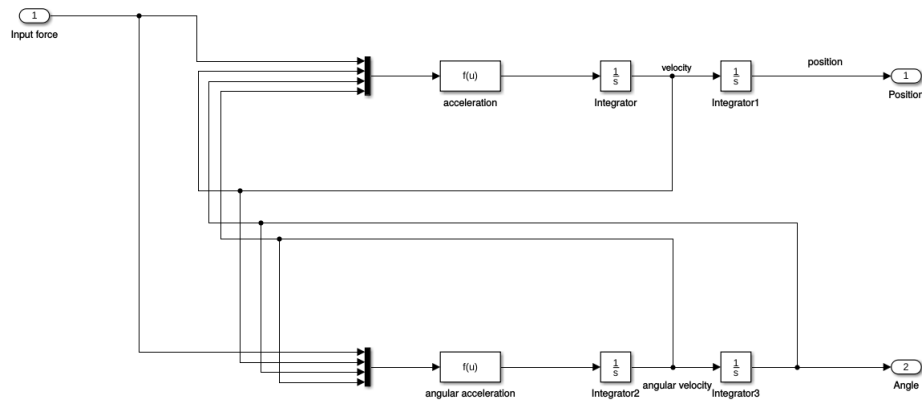 1
Input force
f(u)
acceleration
1
s
Integrator
velocity
1
s
Integrator1
position
1
Position
f(u)
angular acceleration
1
s
Integrator2
angular velocity
1
s
Integrator3
2
Angle